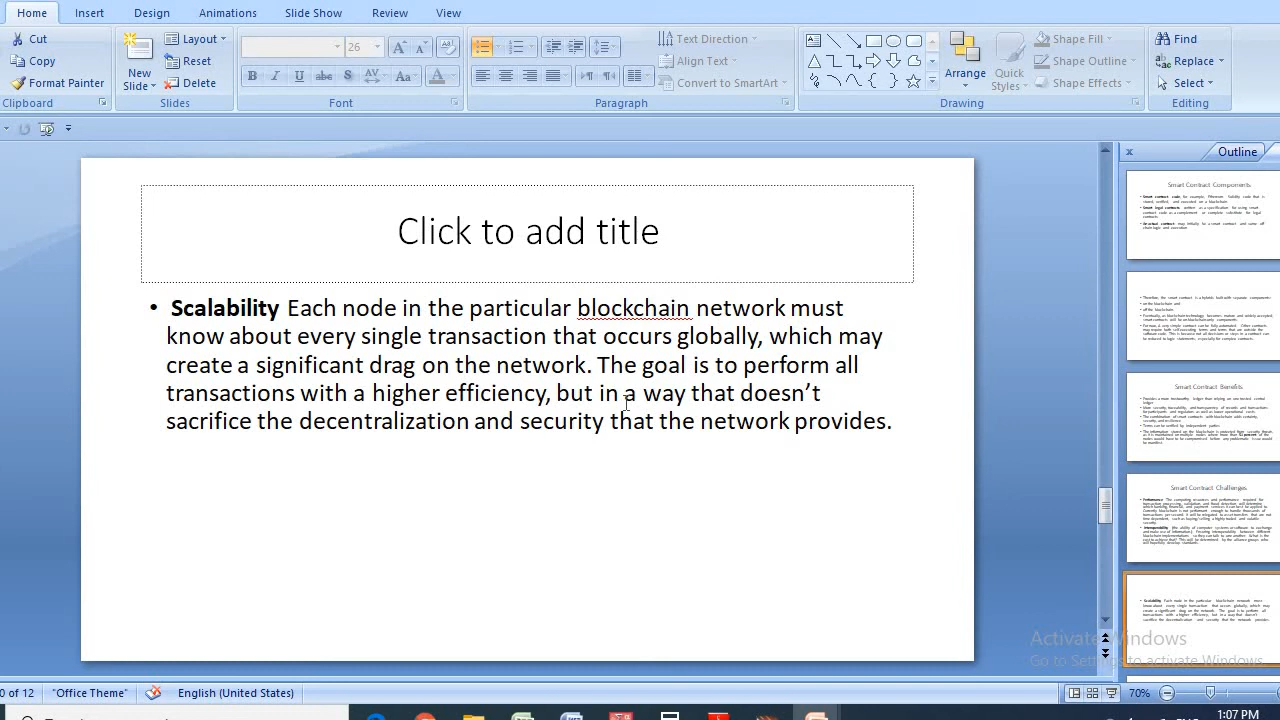 Home Insert Design Animations Slide Show Review View
Cut
Copy
Format Painter
Clipboard
New
Slide
Layout
Reset
Delete
Slides
26
Font
Text Direction
Align Text
Convert to SmartArt
Paragraph
Arrange
Quick
Styles
Shape Fill
Shape Outline
Shape Effects
Drawing
Find
Replace
Select
Editing
Click to add title
• Scalability Each node in the particular blockchain network must
know about every single transaction that occurs globally, which may
create a significant drag on the network. The goal is to perform all
transactions with a higher efficiency, but in a way that doesn’t
sacrifice the decentralization and security that the network provides.
Outline
Smart Contract Components
Smart Contract Benefits
Smart Contract Challenges
Activate Windows
Go to Settings to activate Windows.
0 of 12 "Office Theme" English (United States) 70%
1:07 PM